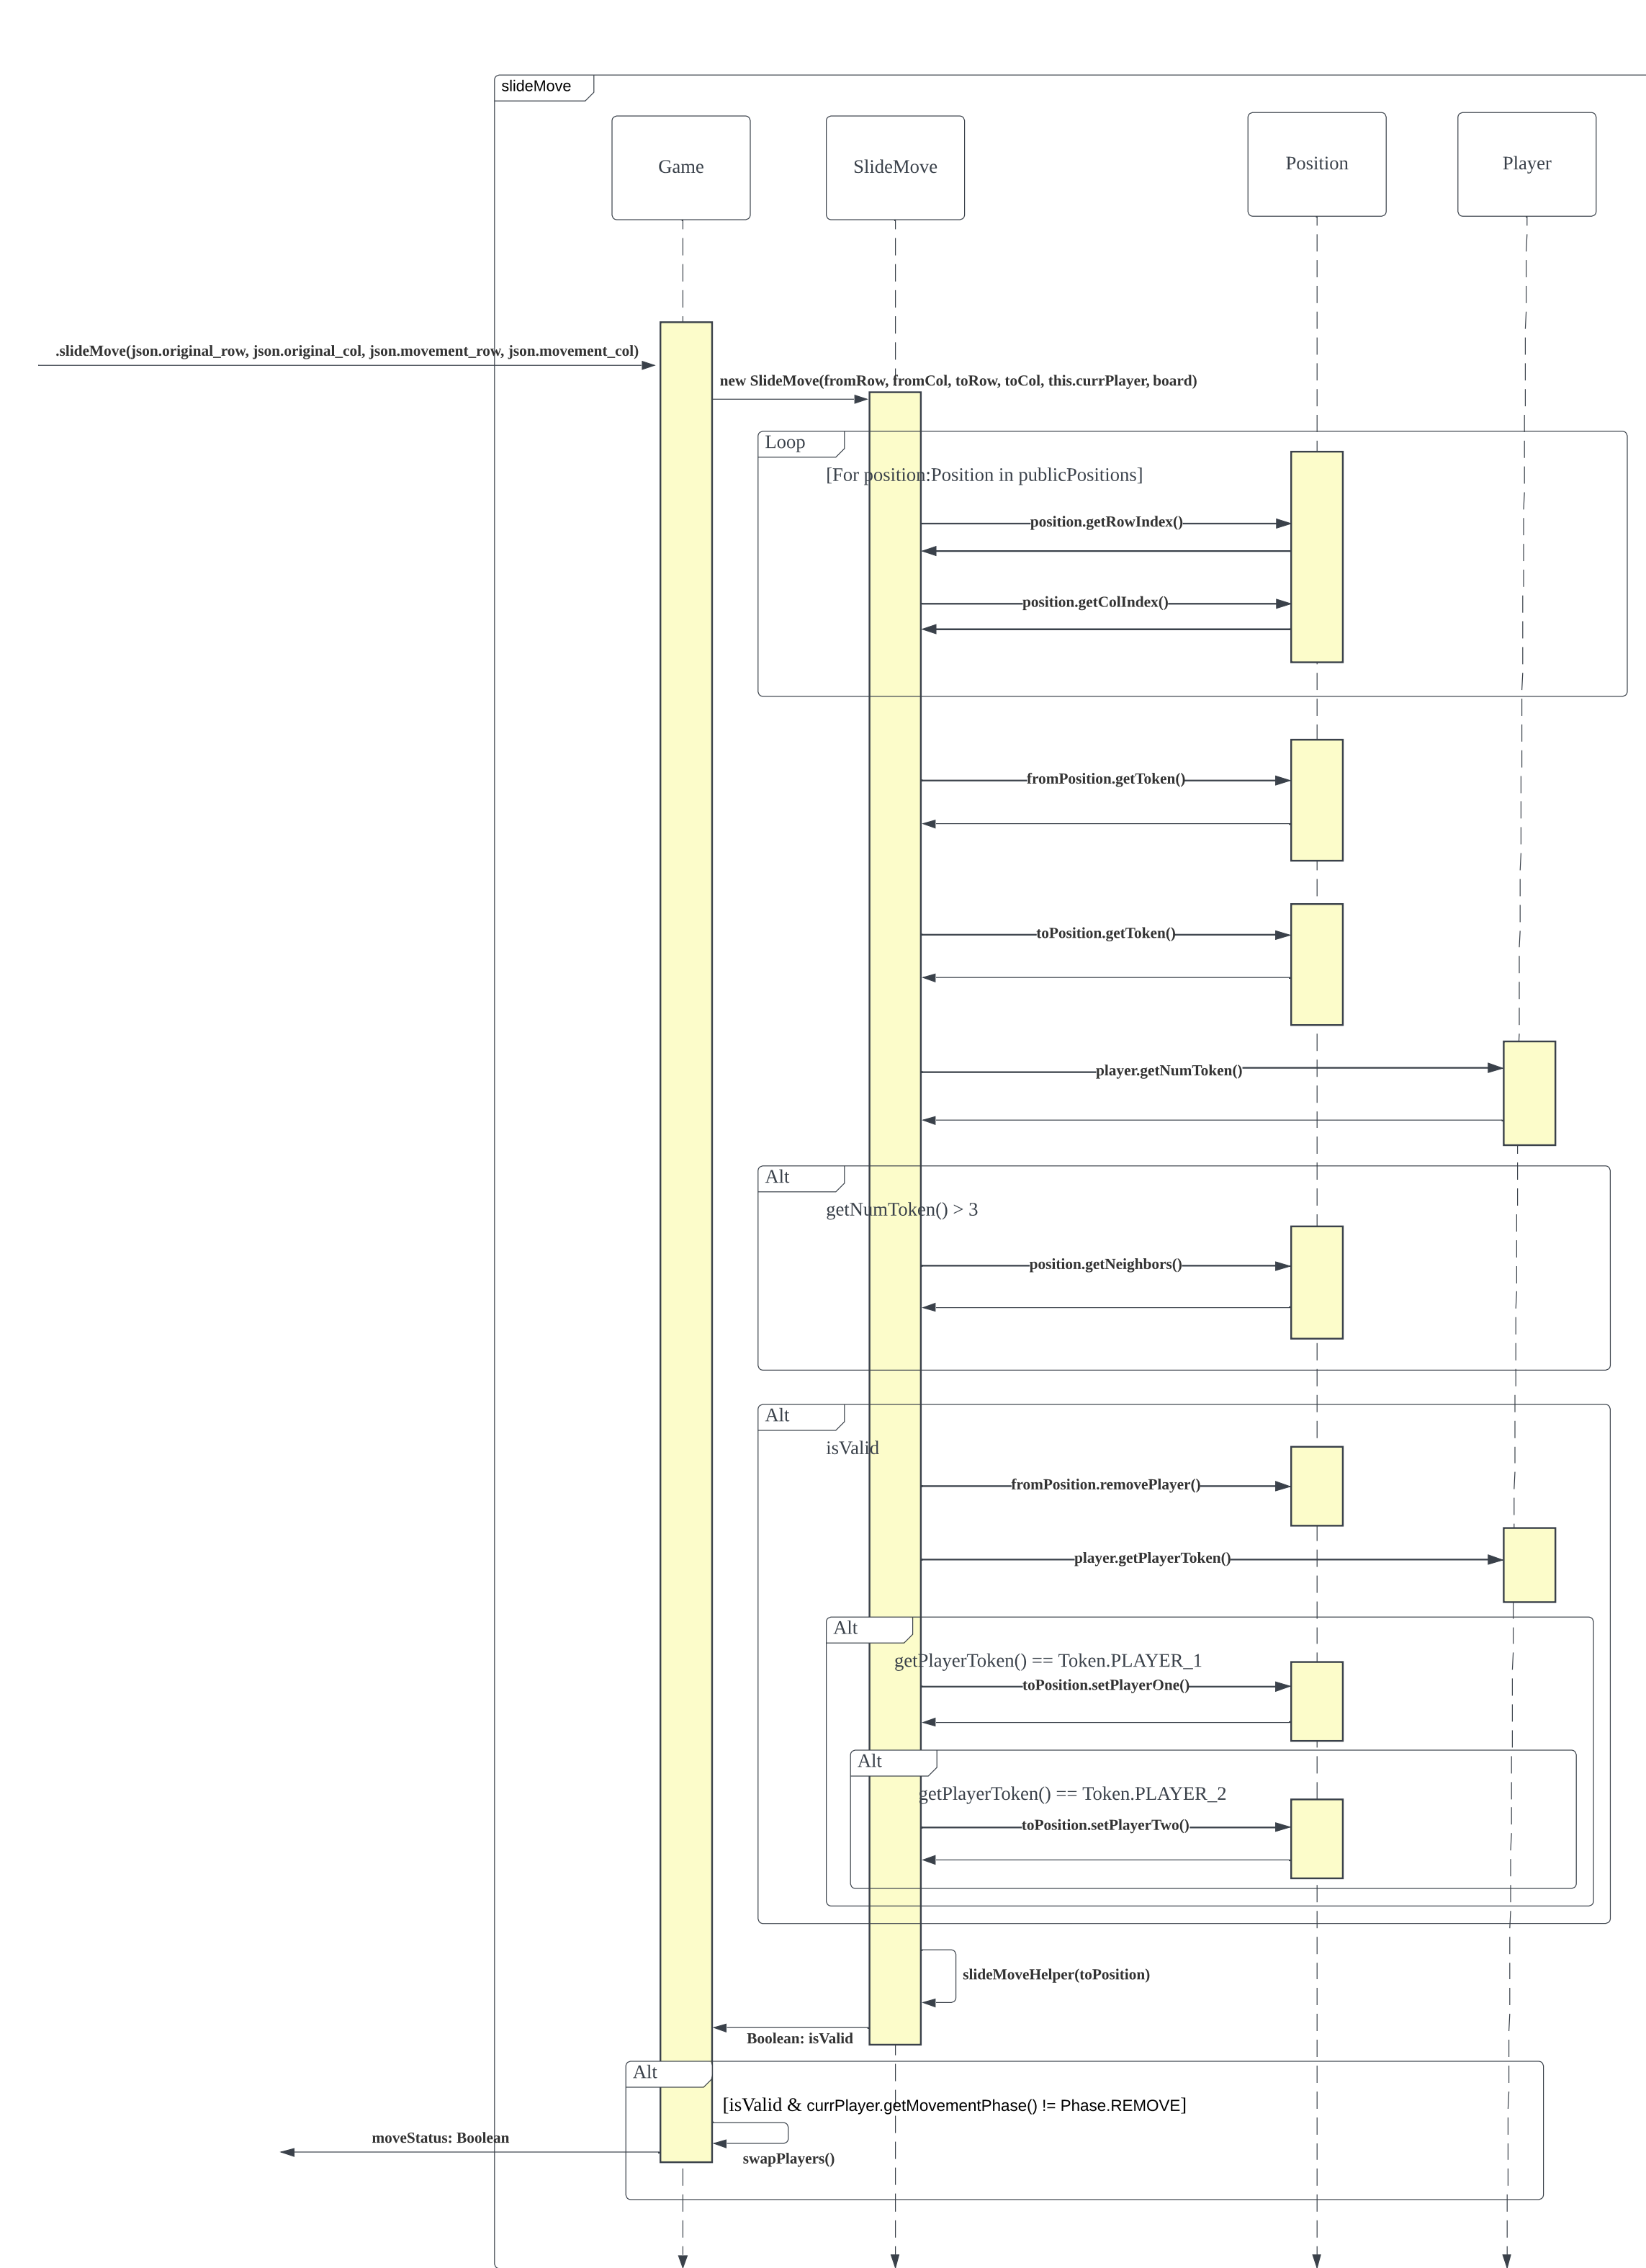 slideMove
Game
SlideMove
Position
Player
.slideMove(json.original_row, json.original_col, json.movement_row, json.movement_col)
new SlideMove(fromRow, fromCol, toRow, toCol, this.currPlayer, board)
Loop
[For position:Position in publicPositions]
position.getRowIndex()
position.getColIndex()
fromPosition.getToken()
toPosition.getToken()
player.getNumToken()
Alt
getNumToken() > 3
position.getNeighbors()
Alt
isValid
fromPosition.removePlayer()
player.getPlayerToken()
Alt
getPlayerToken() == Token.PLAYER_1
toPosition.setPlayerOne()
Alt
getPlayerToken() == Token.PLAYER_2
toPosition.setPlayerTwo()
slideMoveHelper(toPosition)
Boolean: isValid
Alt
[isValid & currPlayer.getMovementPhase() != Phase.REMOVE]
moveStatus: Boolean
swapPlayers()